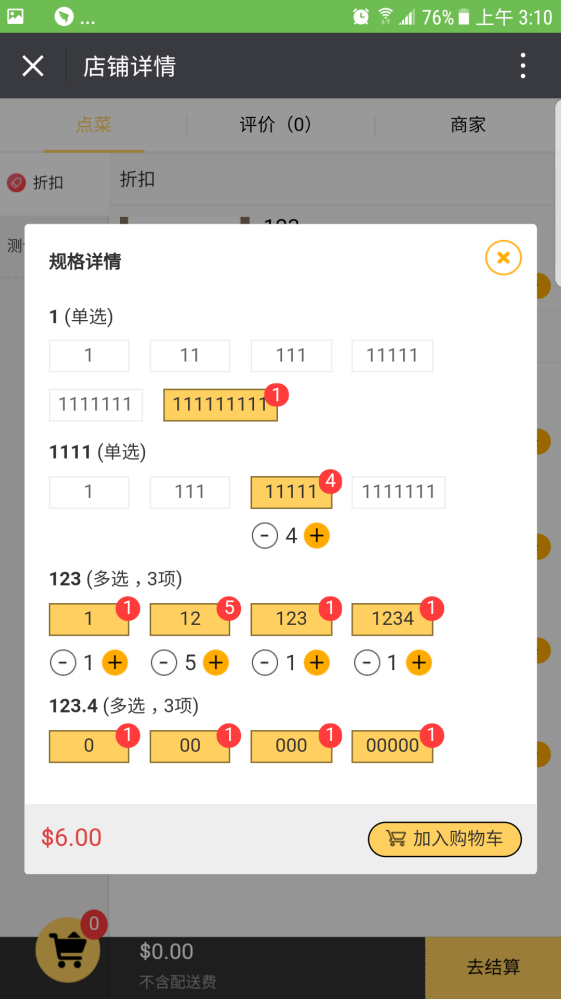 ... 76% 上午 3:10
店铺详情
点菜 评价（0） 商家
折扣 折扣
规格详情
1 (单选)
1 11 111 11111
1111111 111111111 1
1111 (单选)
1 111 11111 4 1111111
- 4 +
123 (多选，3项)
1 1 12 5 123 1 1234 1
- 1 + - 5 + - 1 + - 1 +
123.4 (多选，3项)
0 1 00 1 000 1 00000 1
$6.00 加入购物车
0
$0.00
不含配送费
去结算